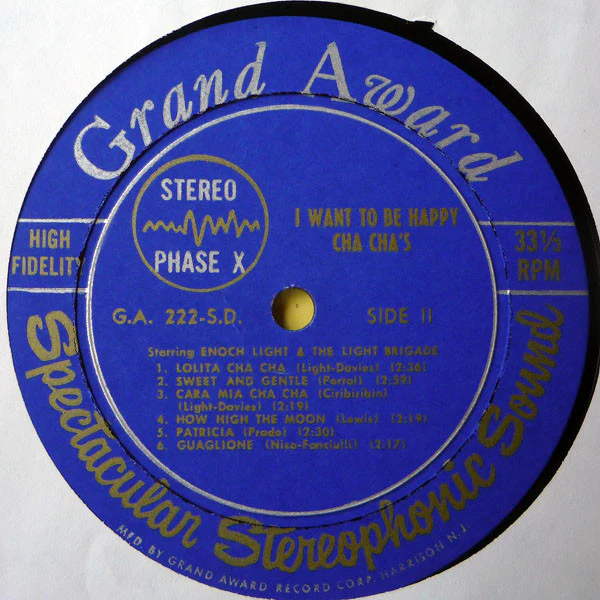 Grand Award
STEREO
PHASE X
I WANT TO BE HAPPY
CHA CHA'S
HIGH
FIDELITY
33⅓
RPM
G.A. 222-S.D.
SIDE II
Starring ENOCH LIGHT & THE LIGHT BRIGADE
1. LOLITA CHA CHA (Light-Davies) (2:36)
2. SWEET AND GENTLE (Portal) (2:59)
3. CARA MIA CHA CHA (Ciribiribin)
(Light-Davies) (2:19)
4. HOW HIGH THE MOON (Lewis) (2:19)
5. PATRICIA (Prado) (2:30)
6. GUAGLIONE (Nisa-Fanciulli) (2:17)
Spectacular Stereophonic Sound
MFD. BY GRAND AWARD RECORD CORP. HARRISON N.J.